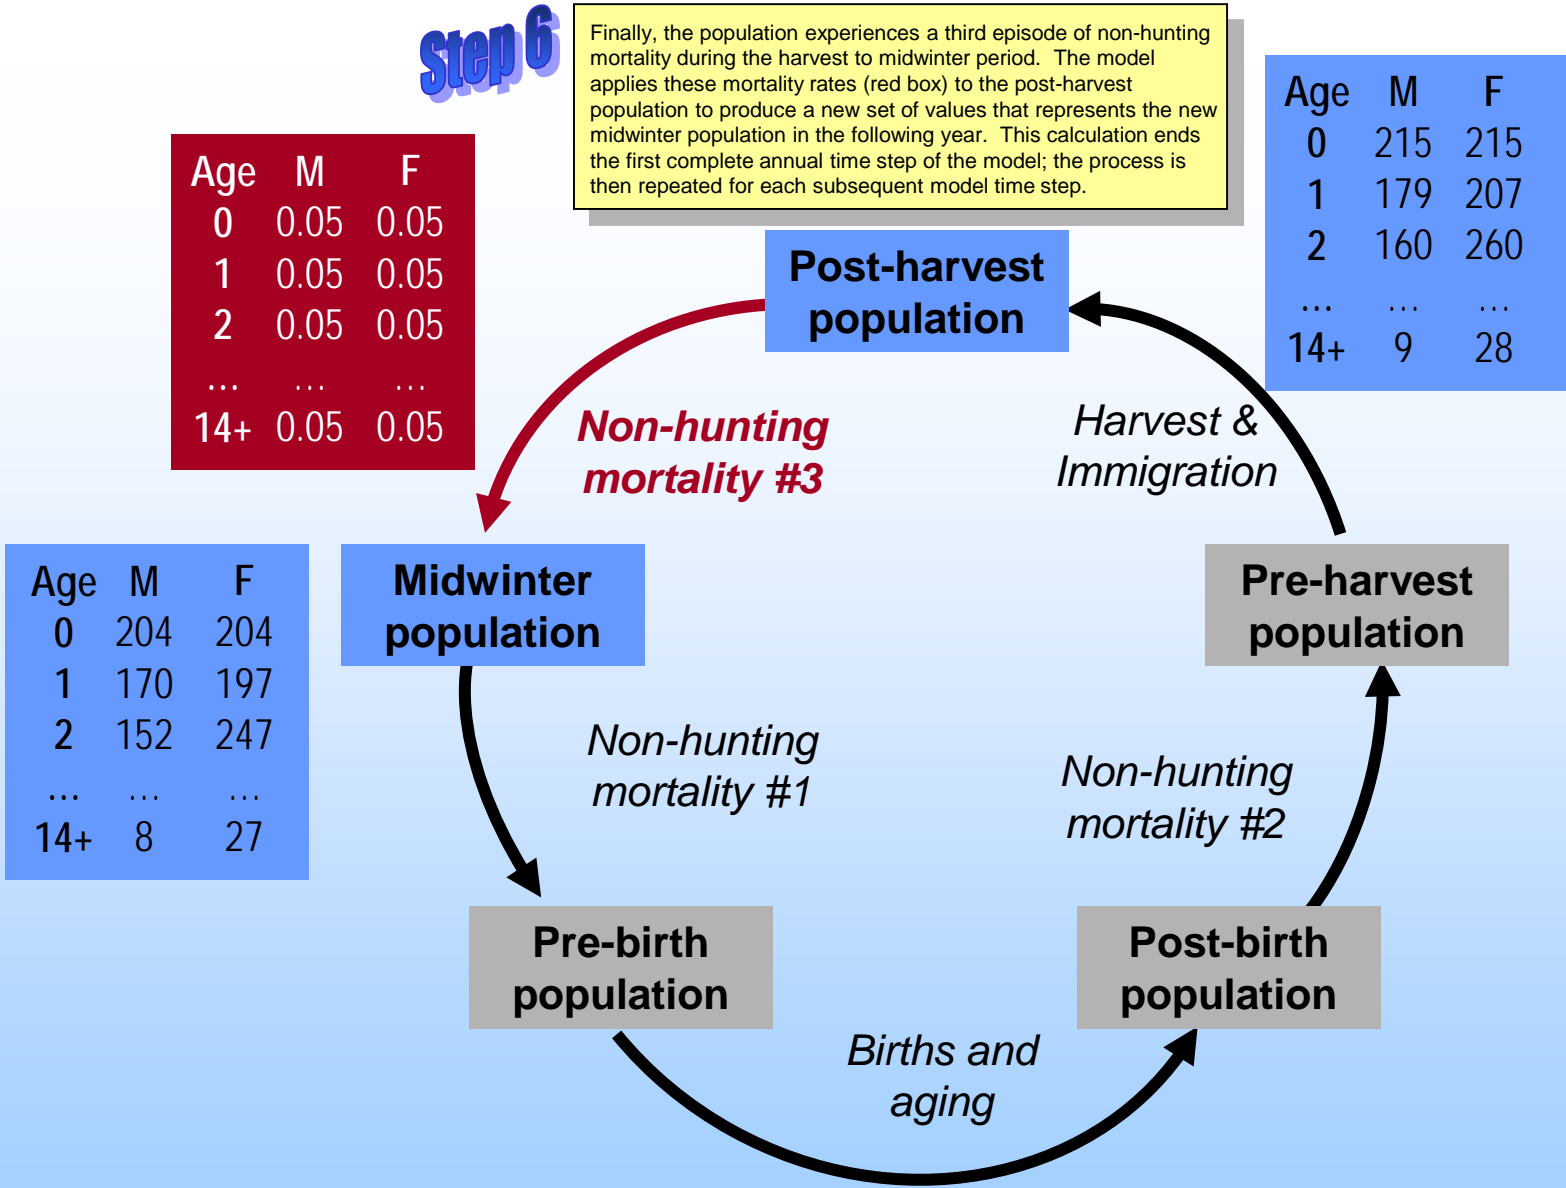 Step 6
Finally, the population experiences a third episode of non-hunting
mortality during the harvest to midwinter period.  The model
applies these mortality rates (red box) to the post-harvest
population to produce a new set of values that represents the new
midwinter population in the following year.  This calculation ends
the first complete annual time step of the model; the process is
then repeated for each subsequent model time step.
Age M F
0 215 215
1 179 207
2 160 260
... ... ...
14+ 9 28
Age M F
0 0.05 0.05
1 0.05 0.05
2 0.05 0.05
... ... ...
14+ 0.05 0.05
Post-harvest
population
Non-hunting
mortality #3
Harvest &
Immigration
Age M F
0 204 204
1 170 197
2 152 247
... ... ...
14+ 8 27
Midwinter
population
Pre-harvest
population
Non-hunting
mortality #1
Non-hunting
mortality #2
Pre-birth
population
Post-birth
population
Births and
aging